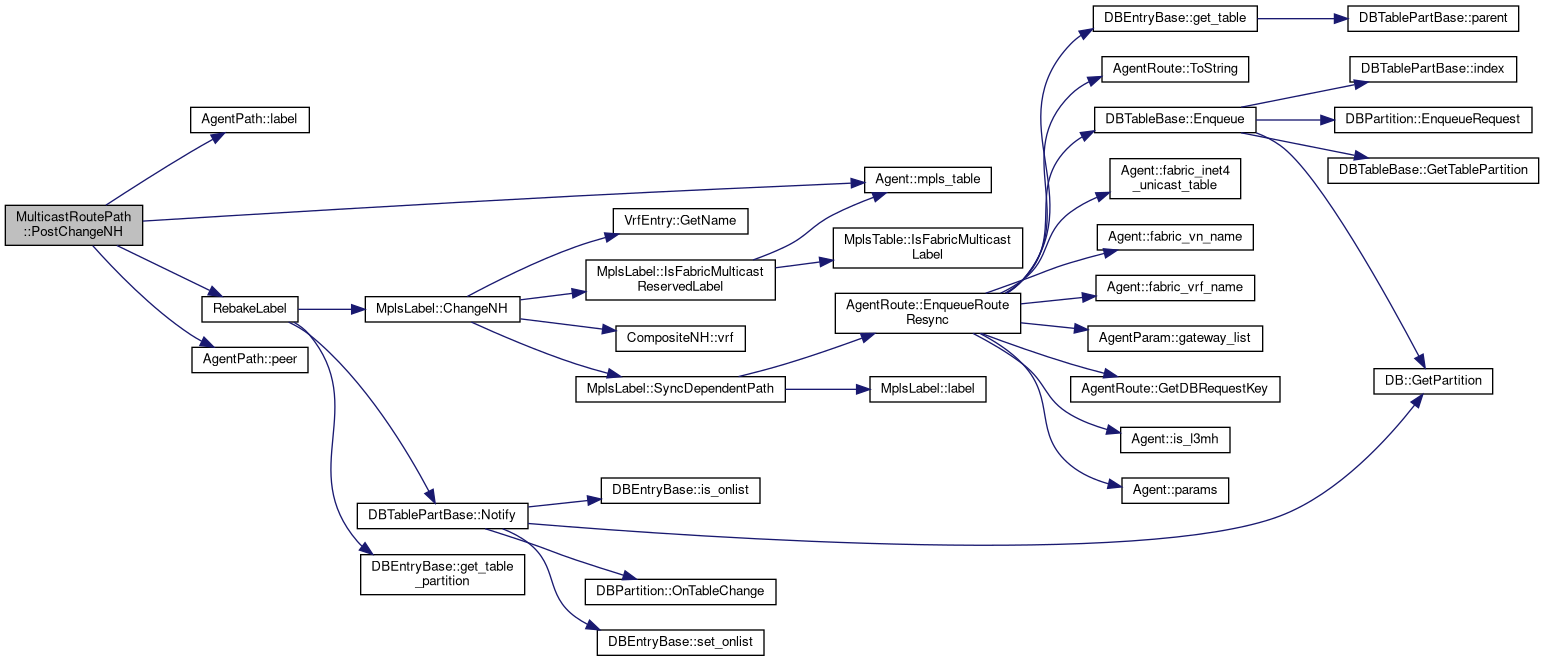 MulticastRoutePath
::PostChangeNH
AgentPath::label
Agent::mpls_table
RebakeLabel
AgentPath::peer
MplsLabel::ChangeNH
VrfEntry::GetName
MplsLabel::IsFabricMulticast
ReservedLabel
MplsTable::IsFabricMulticast
Label
CompositeNH::vrf
MplsLabel::SyncDependentPath
MplsLabel::label
AgentRoute::EnqueueRoute
Resync
DBEntryBase::get_table
DBTablePartBase::parent
AgentRoute::ToString
DBTableBase::Enqueue
DBTablePartBase::index
DBPartition::EnqueueRequest
DBTableBase::GetTablePartition
Agent::fabric_inet4
_unicast_table
Agent::fabric_vn_name
Agent::fabric_vrf_name
AgentParam::gateway_list
AgentRoute::GetDBRequestKey
Agent::is_l3mh
Agent::params
DB::GetPartition
DBTablePartBase::Notify
DBEntryBase::is_onlist
DBEntryBase::get_table
_partition
DBPartition::OnTableChange
DBEntryBase::set_onlist